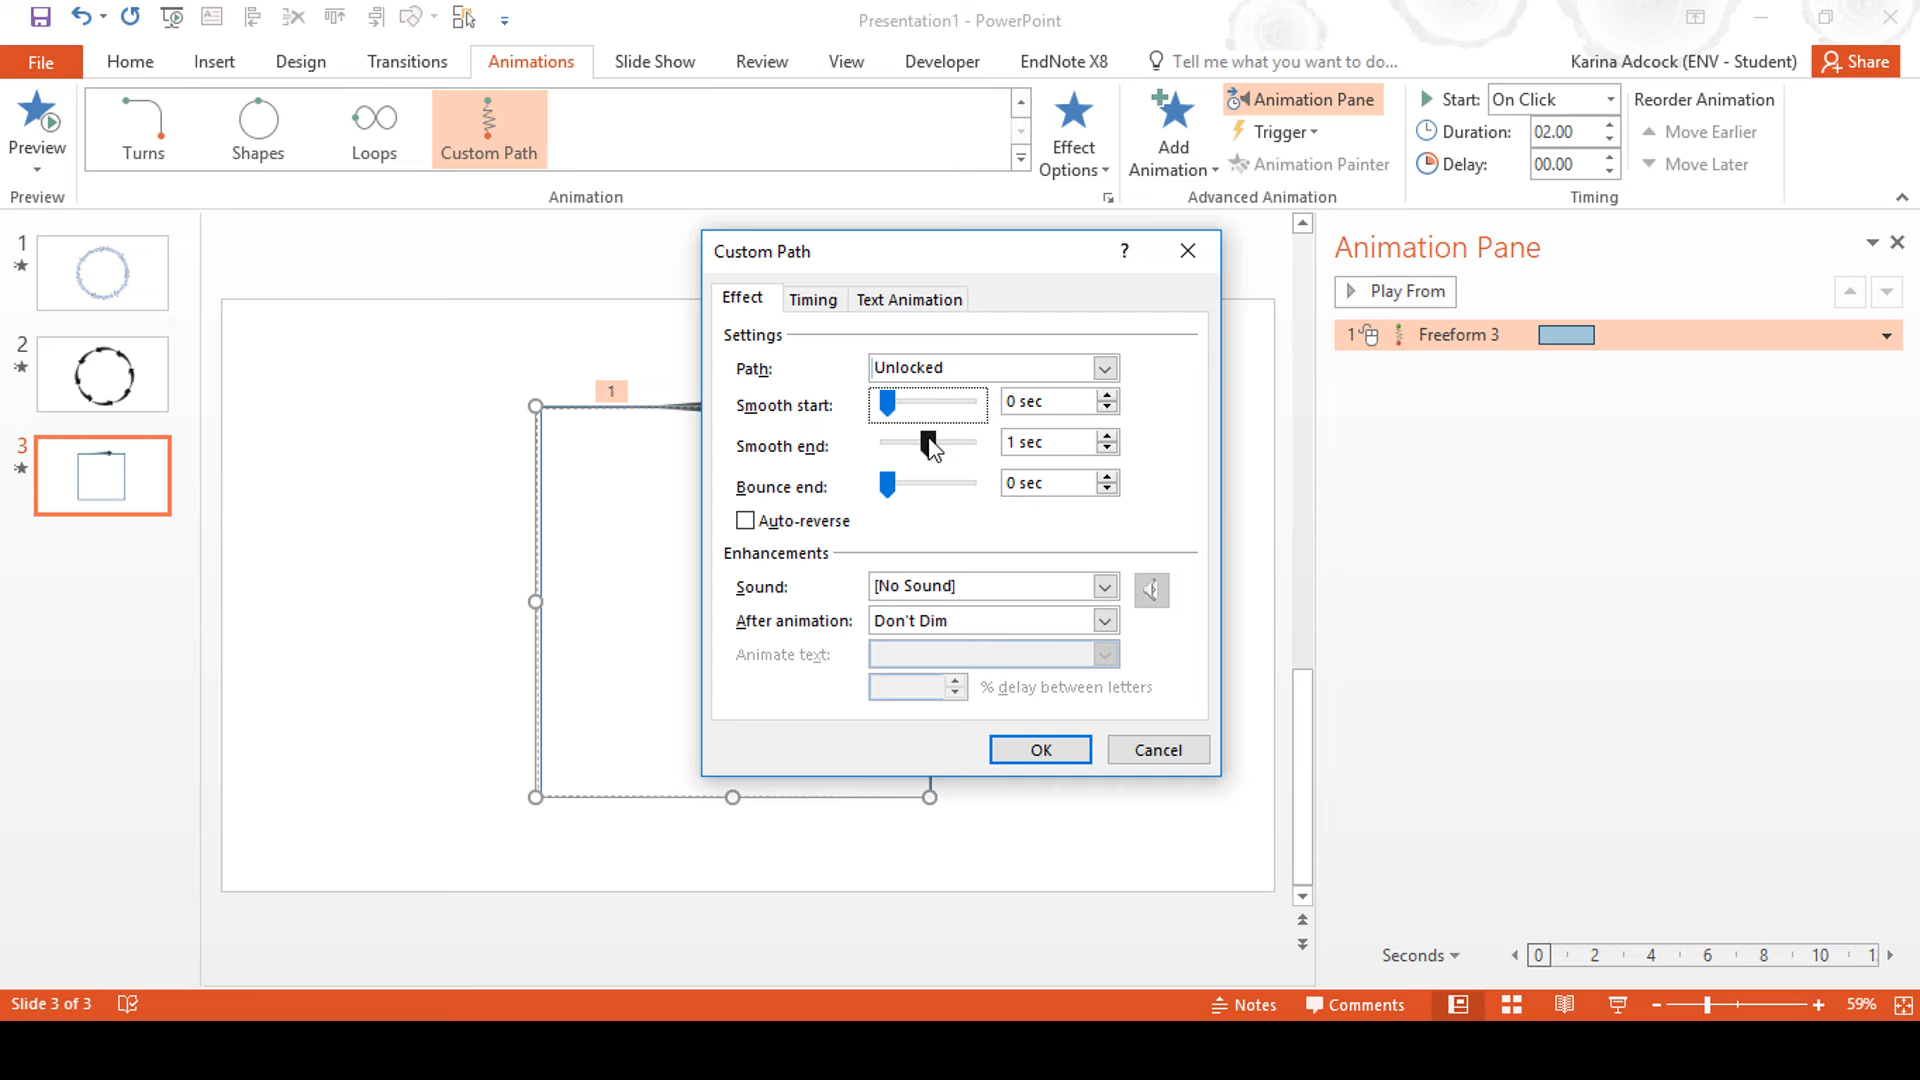 Presentation1 - PowerPoint
File Home Insert Design Transitions Animations Slide Show Review View Developer EndNote X8 Tell me what you want to do... Karina Adcock (ENV - Student) Share
Preview
Preview
Turns Shapes Loops Custom Path
Animation
Effect Options
Add Animation
Animation Pane
Trigger
Animation Painter
Advanced Animation
Start: On Click
Duration: 02.00
Delay: 00.00
Timing
Reorder Animation
Move Earlier
Move Later
1
2
3
1
Custom Path ?
Effect Timing Text Animation
Settings
Path: Unlocked
Smooth start: 0 sec
Smooth end: 1 sec
Bounce end: 0 sec
Auto-reverse
Enhancements
Sound: [No Sound]
After animation: Don't Dim
Animate text:
% delay between letters
OK Cancel
Animation Pane
Play From
1 Freeform 3
Seconds 0 2 4 6 8 10 1
Slide 3 of 3 Notes Comments 59%